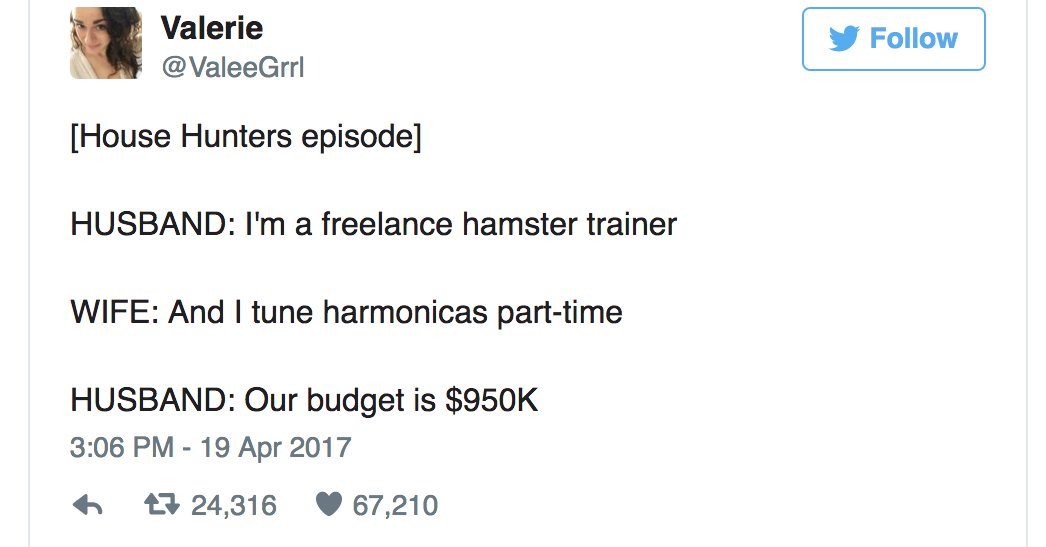 Valerie
@ValeeGrrl
Follow
[House Hunters episode]
HUSBAND: I'm a freelance hamster trainer
WIFE: And I tune harmonicas part-time
HUSBAND: Our budget is $950K
3:06 PM - 19 Apr 2017
24,316 67,210